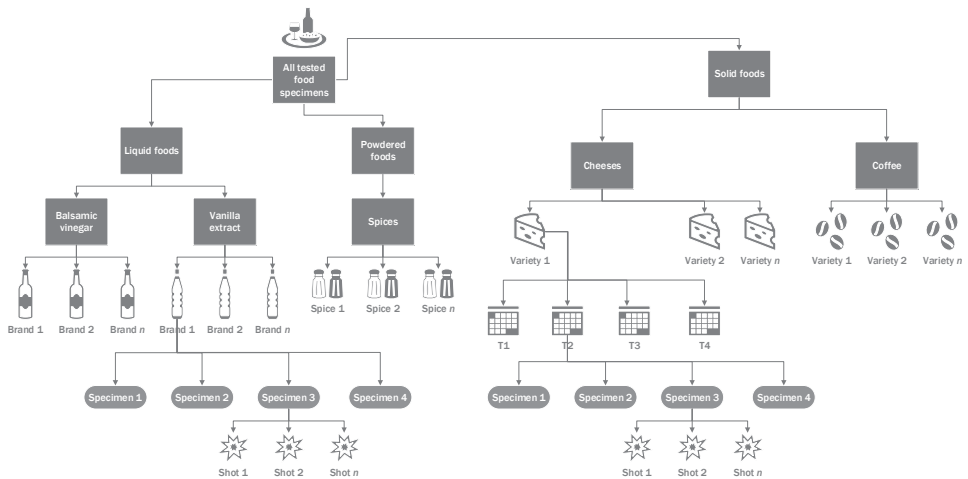 All tested
food
specimens
Solid foods
Liquid foods
Powdered
foods
Cheeses
Coffee
Balsamic
vinegar
Vanilla
extract
Spices
Variety 1
Variety 2
Variety n
Variety 1
Variety 2
Variety n
Brand 1
Brand 2
Brand n
Brand 1
Brand 2
Brand n
Spice 1
Spice 2
Spice n
T1
T2
T3
T4
Specimen 1
Specimen 2
Specimen 3
Specimen 4
Specimen 1
Specimen 2
Specimen 3
Specimen 4
Shot 1
Shot 2
Shot n
Shot 1
Shot 2
Shot n